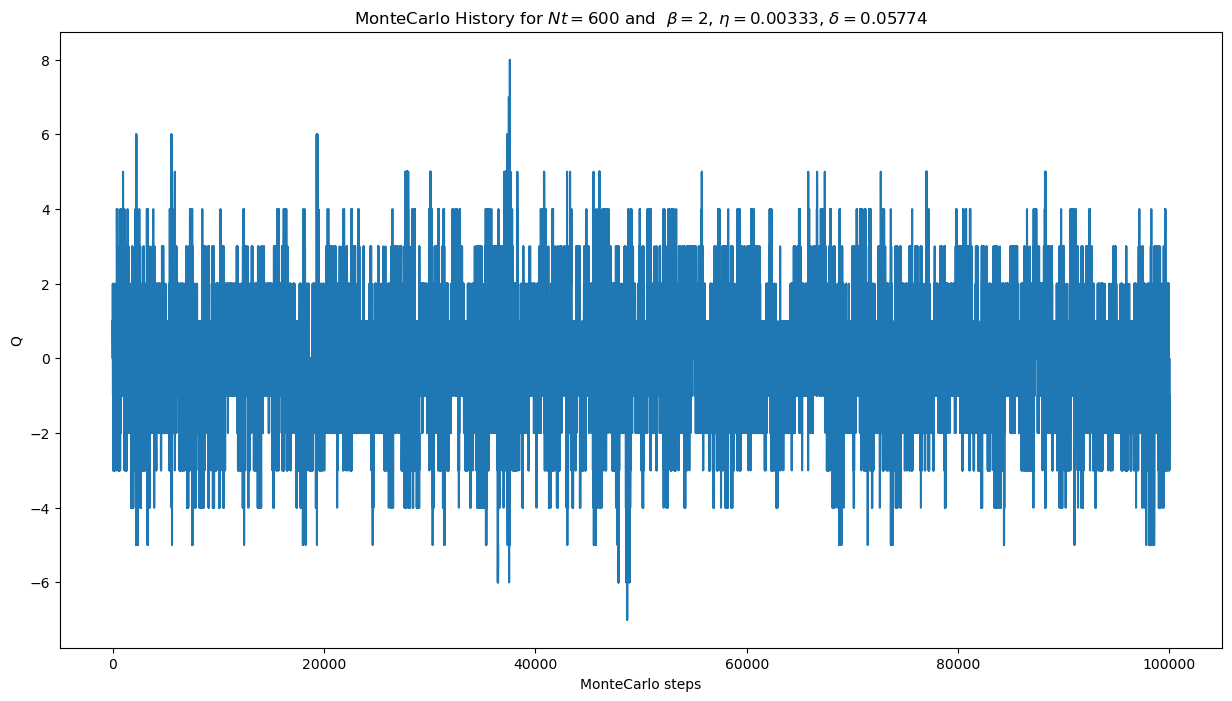 MonteCarlo History for Nt = 600 and β = 2, η = 0.00333, δ = 0.05774
8
6
4
2
0
−2
−4
−6
Q
0 20000 40000 60000 80000 100000
MonteCarlo steps